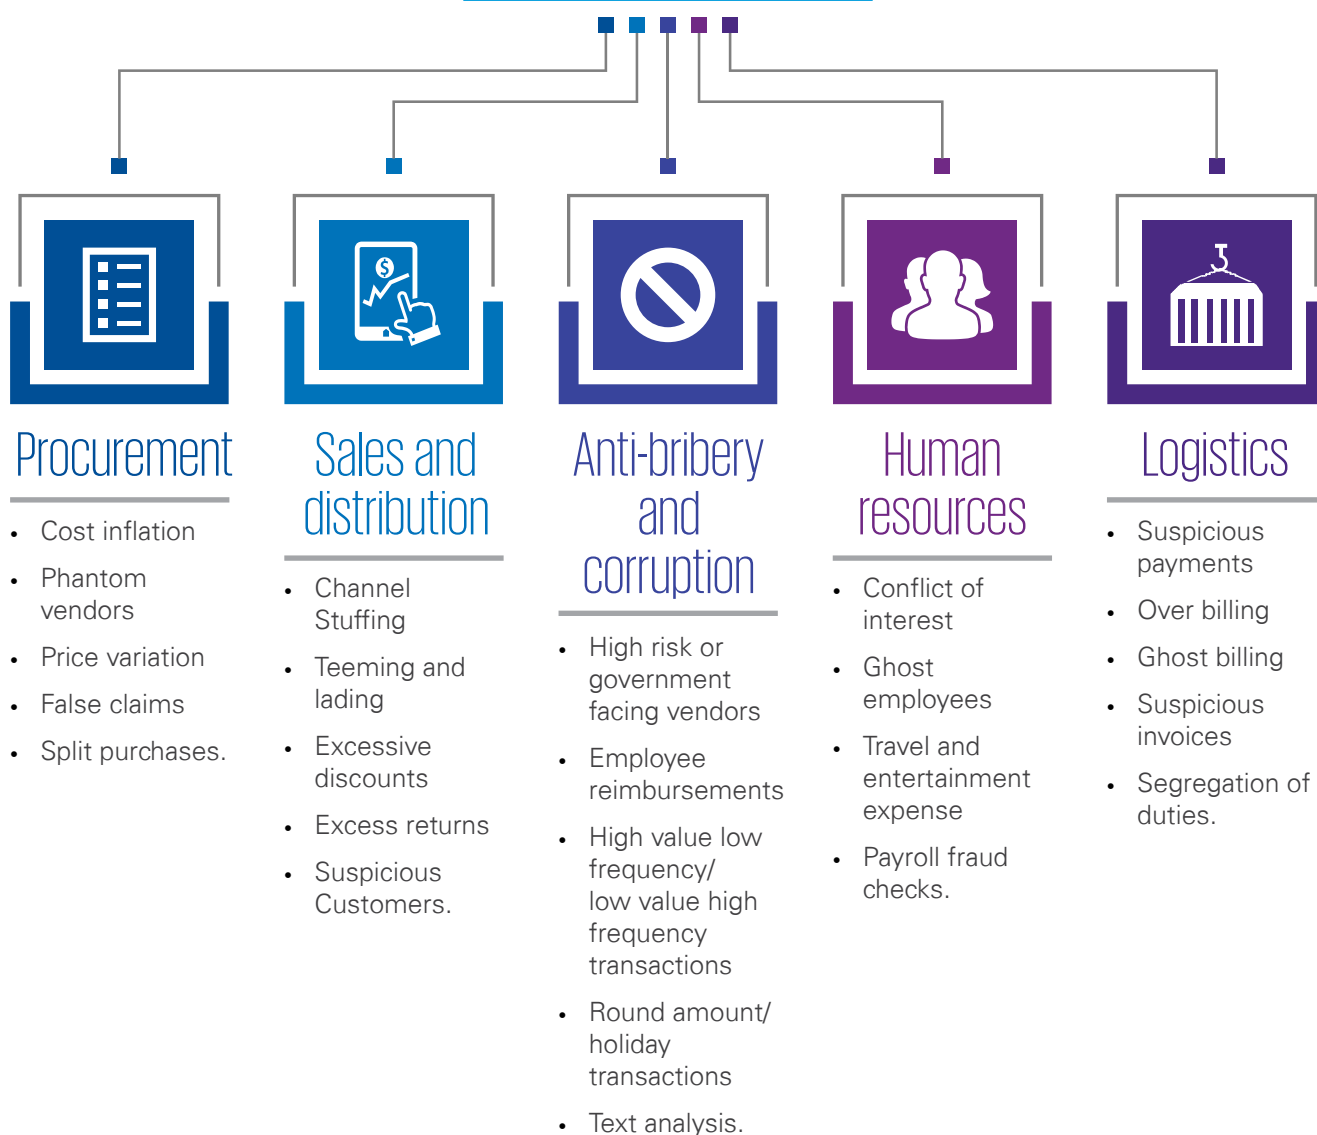 Procurement
• Cost inflation
• Phantom
vendors
• Price variation
• False claims
• Split purchases.
Sales and
distribution
• Channel
Stuffing
• Teeming and
lading
• Excessive
discounts
• Excess returns
• Suspicious
Customers.
Anti-bribery
and
corruption
• High risk or
government
facing vendors
• Employee
reimbursements
• High value low
frequency/
low value high
frequency
transactions
• Round amount/
holiday
transactions
• Text analysis.
Human
resources
• Conflict of
interest
• Ghost
employees
• Travel and
entertainment
expense
• Payroll fraud
checks.
Logistics
• Suspicious
payments
• Over billing
• Ghost billing
• Suspicious
invoices
• Segregation of
duties.